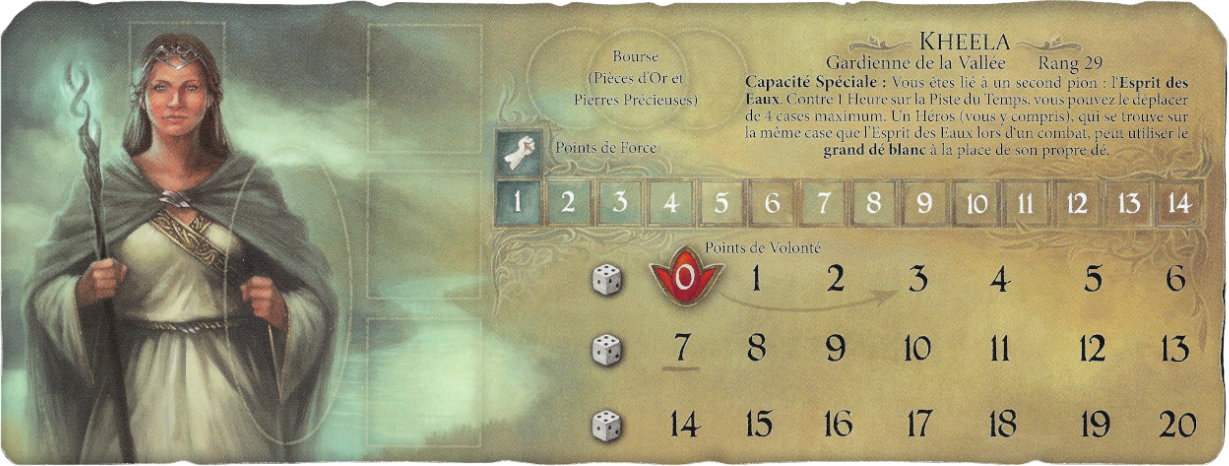 KHEELA
Gardienne de la Vallée Rang 29
Capacité Spéciale : Vous êtes lié à un second pion : l'Esprit des
Eaux. Contre 1 Heure sur la Piste du Temps, vous pouvez le déplacer
de 4 cases maximum. Un Héros (vous y compris), qui se trouve sur
la même case que l'Esprit des Eaux lors d'un combat, peut utiliser le
grand dé blanc à la place de son propre dé.
Bourse
(Pièces d'Or et
Pierres Précieuses)
Points de Force
1 2 3 4 5 6 7 8 9 10 11 12 13 14
Points de Volonté
0 1 2 3 4 5 6
7 8 9 10 11 12 13
14 15 16 17 18 19 20